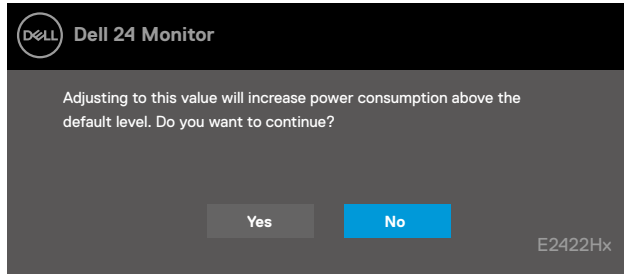 DELL
Dell 24 Monitor
Adjusting to this value will increase power consumption above the
default level. Do you want to continue?
Yes
No
E2422Hx